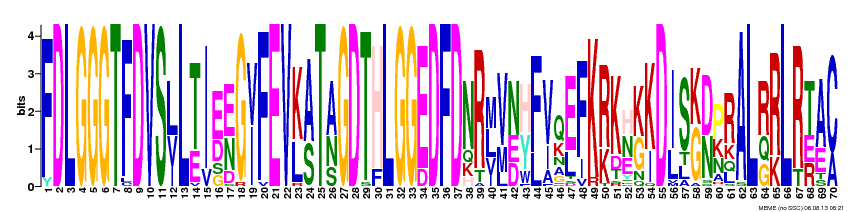 bits
4
3
2
1
0
FDLGGGTFDVSLLTIEEGVFEVKATAGDTHLGGEDFDNRMVNHFVQEFKRKHKKDISKDPRALRRLRTAC
1 2 3 4 5 6 7 8 9 10 11 12 13 14 15 16 17 18 19 20 21 22 23 24 25 26 27 28 29 30 31 32 33 34 35 36 37 38 39 40 41 42 43 44 45 46 47 48 49 50 51 52 53 54 55 56 57 58 59 60 61 62 63 64 65 66 67 68 69 70
MEME (no SSC) 06.08.13 06:21